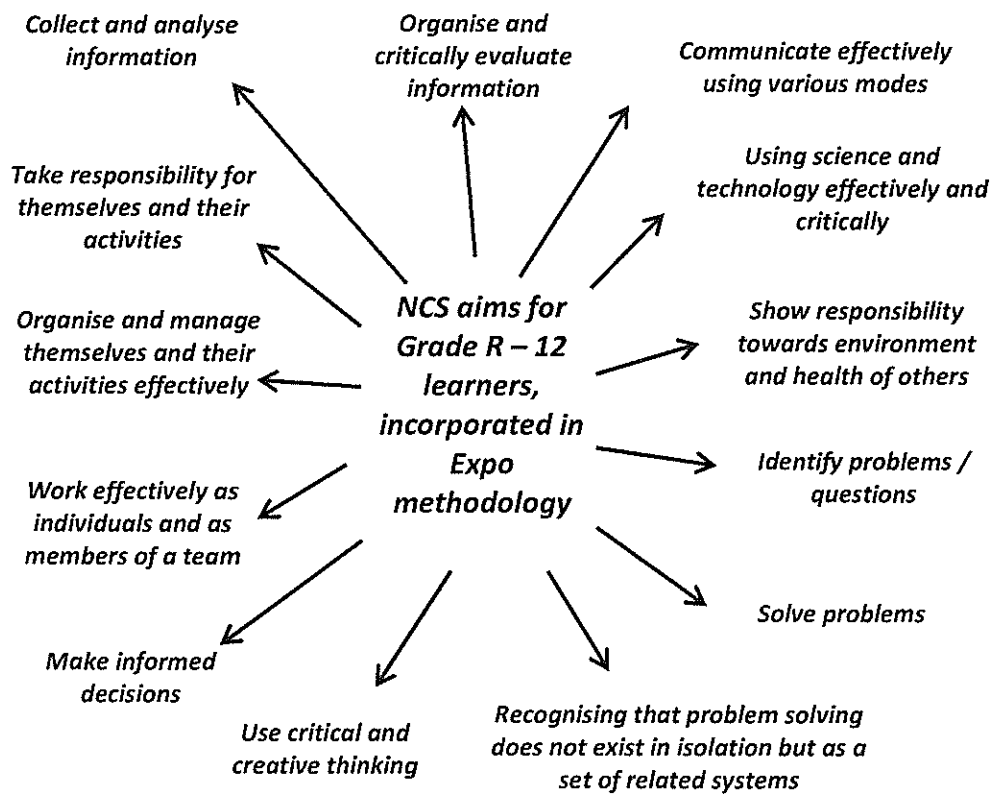 Collect and analyse
information
Organise and
critically evaluate
information
Communicate effectively
using various modes
Using science and
technology effectively and
critically
Take responsibility for
themselves and their
activities
Organise and manage
themselves and their
activities effectively
NCS aims for
Grade R – 12
learners,
incorporated in
Expo
methodology
Show responsibility
towards environment
and health of others
Identify problems /
questions
Work effectively as
individuals and as
members of a team
Solve problems
Make informed
decisions
Use critical and
creative thinking
Recognising that problem solving
does not exist in isolation but as a
set of related systems